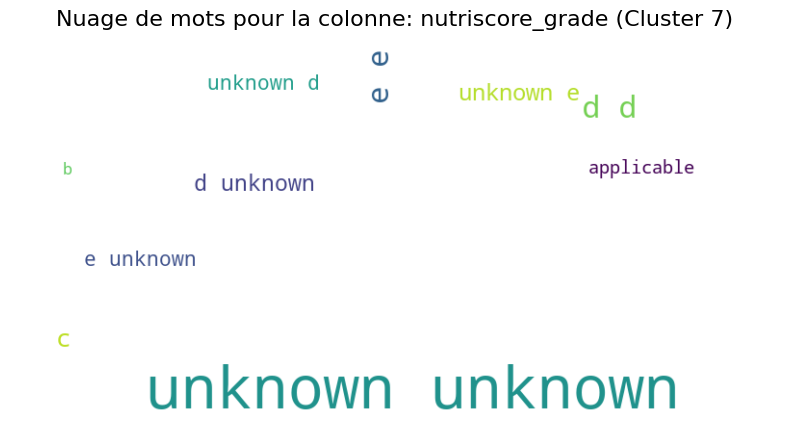 Nuage de mots pour la colonne: nutriscore_grade (Cluster 7)
e e
unknown d
unknown e
d d
b
applicable
d unknown
e unknown
c
unknown unknown